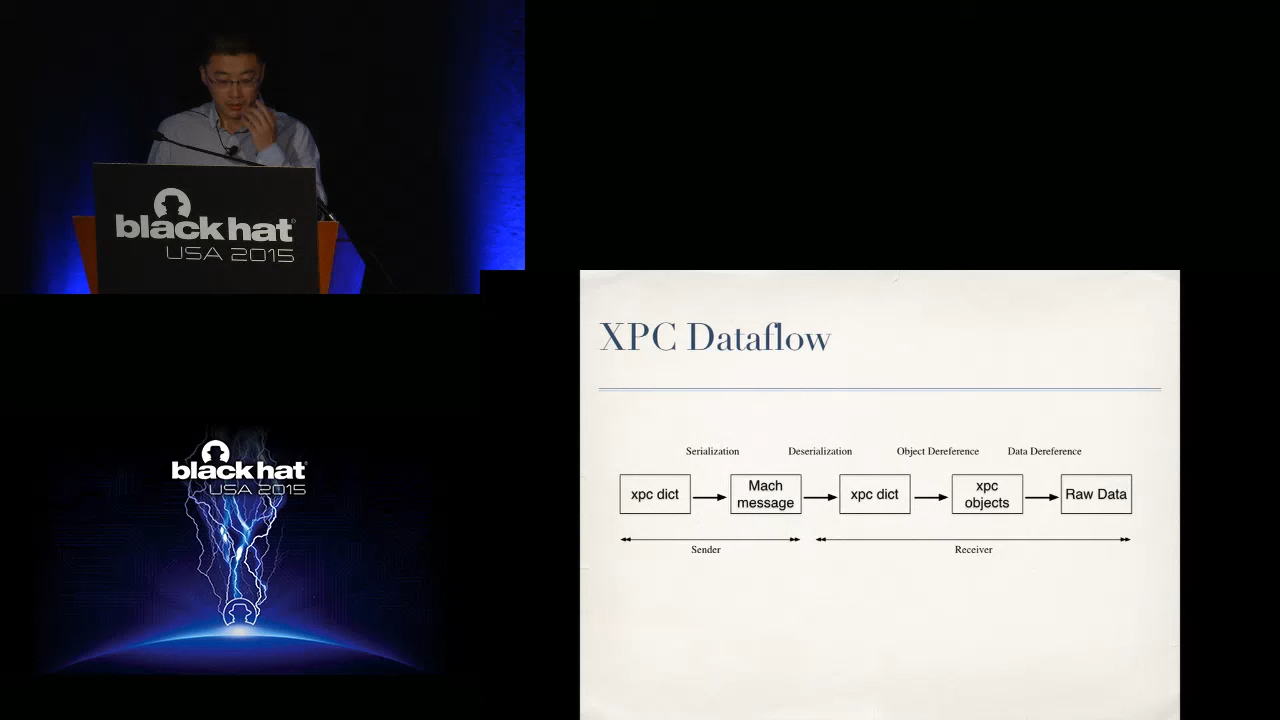 black hat
USA 2015
black hat
USA 2015
XPC Dataflow
Serialization
Deserialization
Object Dereference
Data Dereference
xpc dict
Mach
message
xpc dict
xpc
objects
Raw Data
Sender
Receiver